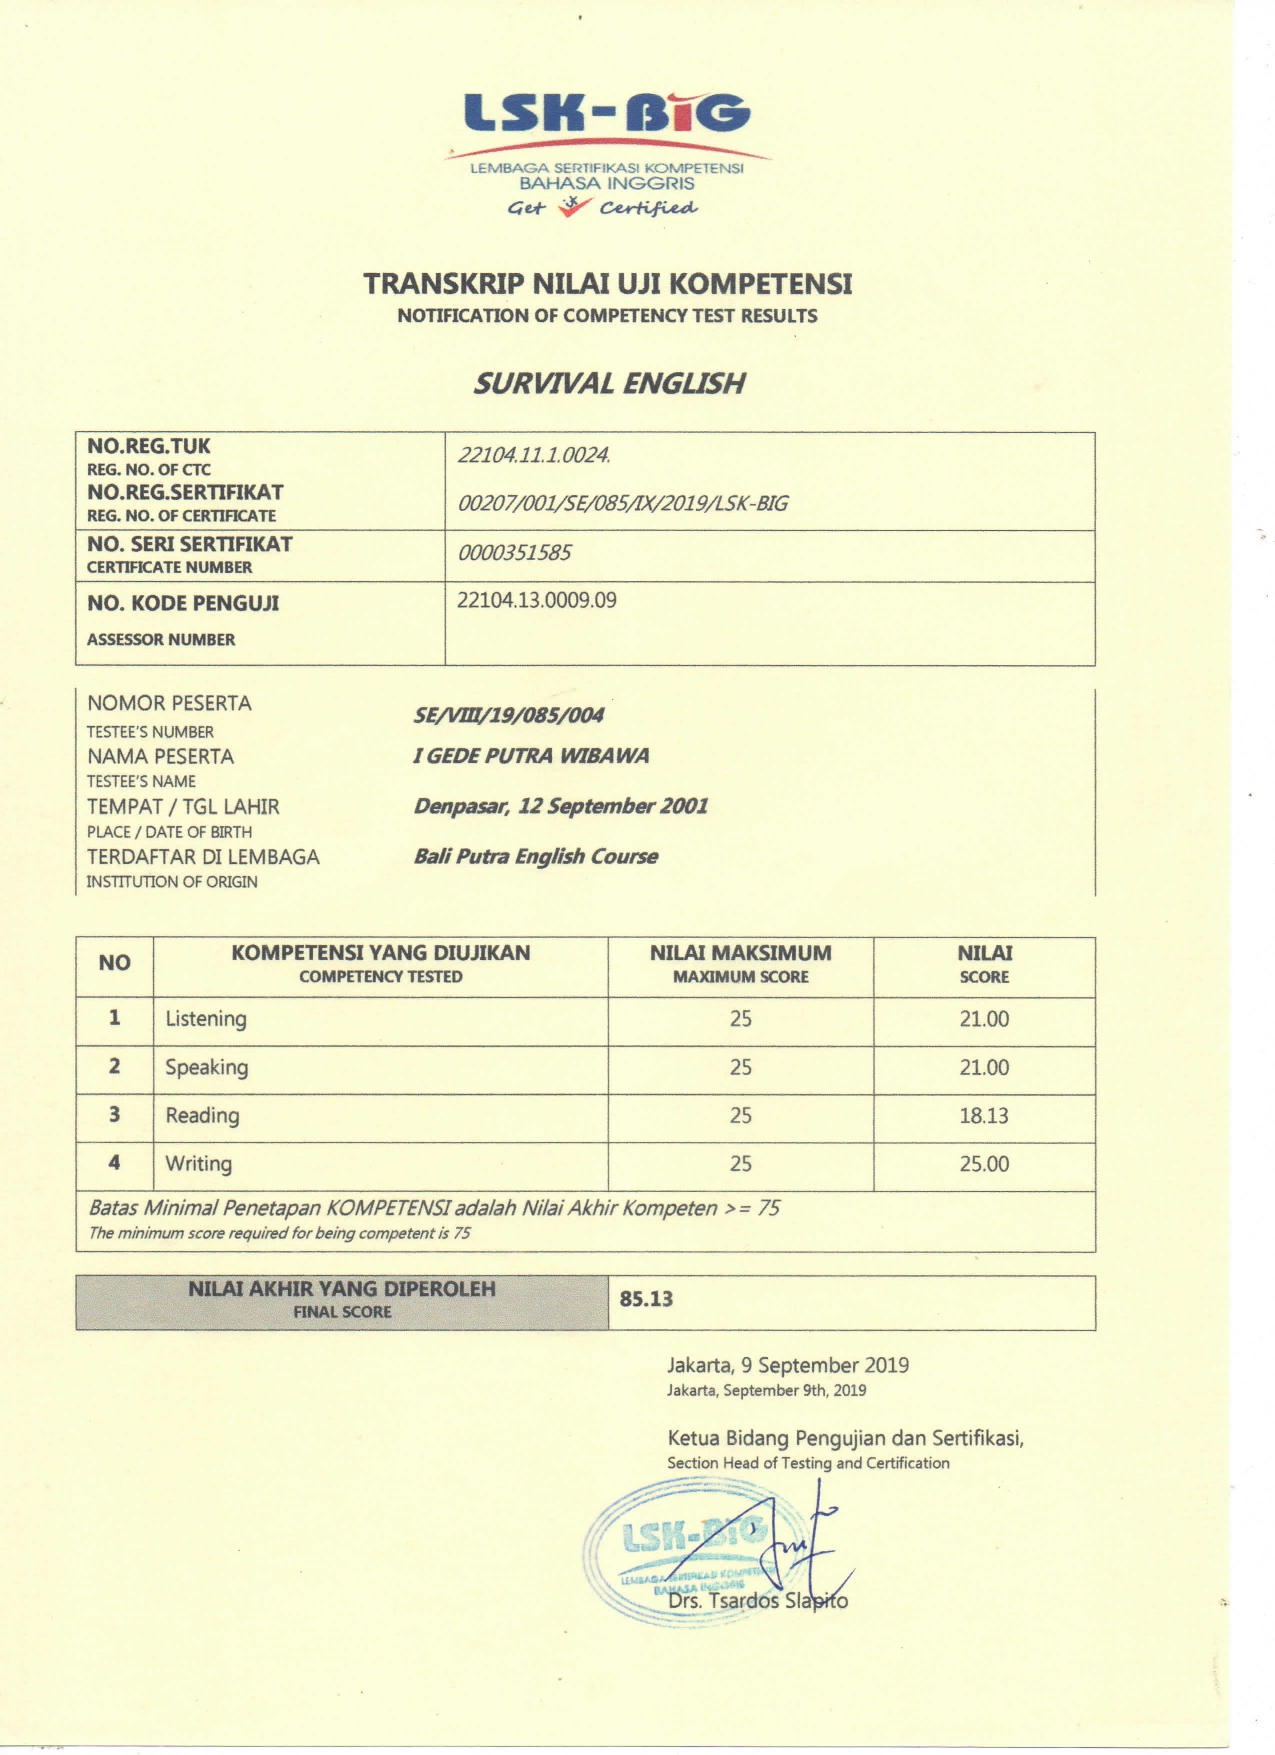 LSK-BiG
LEMBAGA SERTIFIKASI KOMPETENSI
BAHASA INGGRIS
Get it Certified
TRANSKRIP NILAI UJI KOMPETENSI
NOTIFICATION OF COMPETENCY TEST RESULTS
SURVIVAL ENGLISH
NO.REG.TUK 22104.11.1.0024.
REG. NO. OF CTC
NO.REG.SERTIFIKAT 00207/001/SE/085/IX/2019/LSK-BIG
REG. NO. OF CERTIFICATE
NO. SERI SERTIFIKAT 0000351585
CERTIFICATE NUMBER
NO. KODE PENGUJI 22104.13.0009.09
ASSESSOR NUMBER
NOMOR PESERTA SE/VIII/19/085/004
TESTEE'S NUMBER
NAMA PESERTA I GEDE PUTRA WIBAWA
TESTEE'S NAME
TEMPAT / TGL LAHIR Denpasar, 12 September 2001
PLACE / DATE OF BIRTH
TERDAFTAR DI LEMBAGA Bali Putra English Course
INSTITUTION OF ORIGIN
NO KOMPETENSI YANG DIUJIKAN NILAI MAKSIMUM NILAI
COMPETENCY TESTED MAXIMUM SCORE SCORE
1 Listening 25 21.00
2 Speaking 25 21.00
3 Reading 25 18.13
4 Writing 25 25.00
Batas Minimal Penetapan KOMPETENSI adalah Nilai Akhir Kompeten >= 75
The minimum score required for being competent is 75
NILAI AKHIR YANG DIPEROLEH 85.13
FINAL SCORE
Jakarta, 9 September 2019
Jakarta, September 9th, 2019
Ketua Bidang Pengujian dan Sertifikasi,
Section Head of Testing and Certification
LSK-BiG
LEMBAGA SERTIFIKASI KOMPETENSI
BAHASA INGGRIS
Drs. Tsardos Slapito